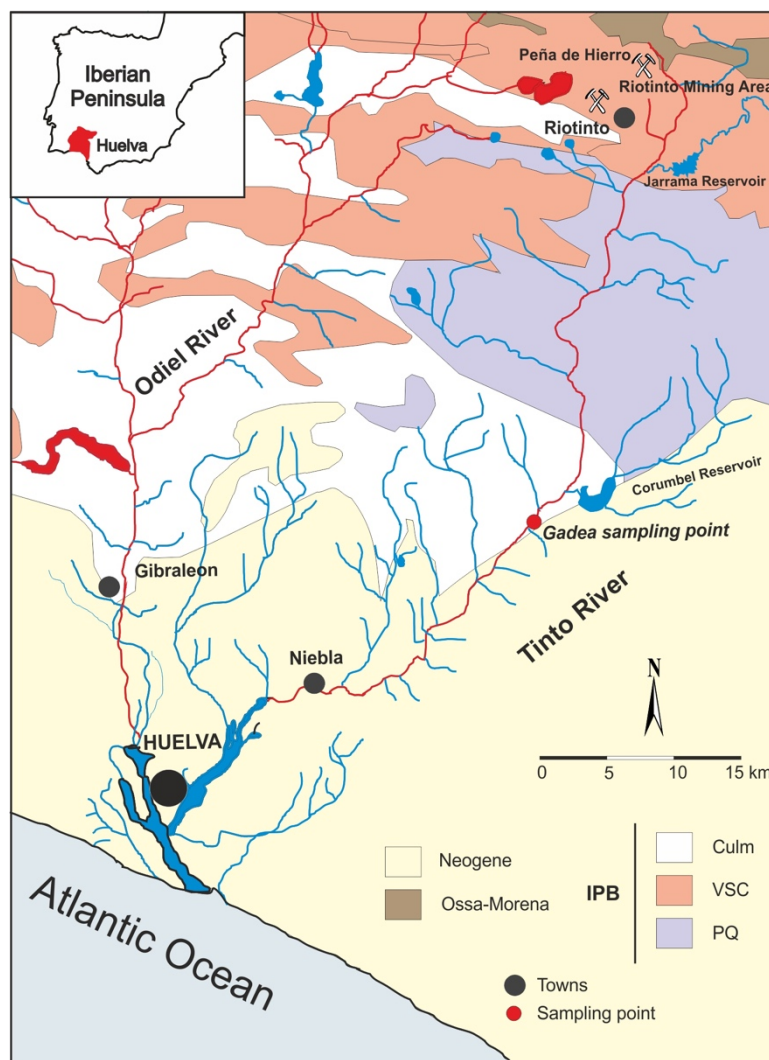 Iberian
Peninsula
Huelva
Peña de Hierro
Riotinto Mining Area
Riotinto
Jarrama Reservoir
Odiel River
Corumbel Reservoir
Gadea sampling point
Gibraleon
Tinto River
Niebla
N
HUELVA
0 5 10 15 km
Atlantic Ocean
Neogene
Ossa-Morena
IPB
Culm
VSC
PQ
Towns
Sampling point